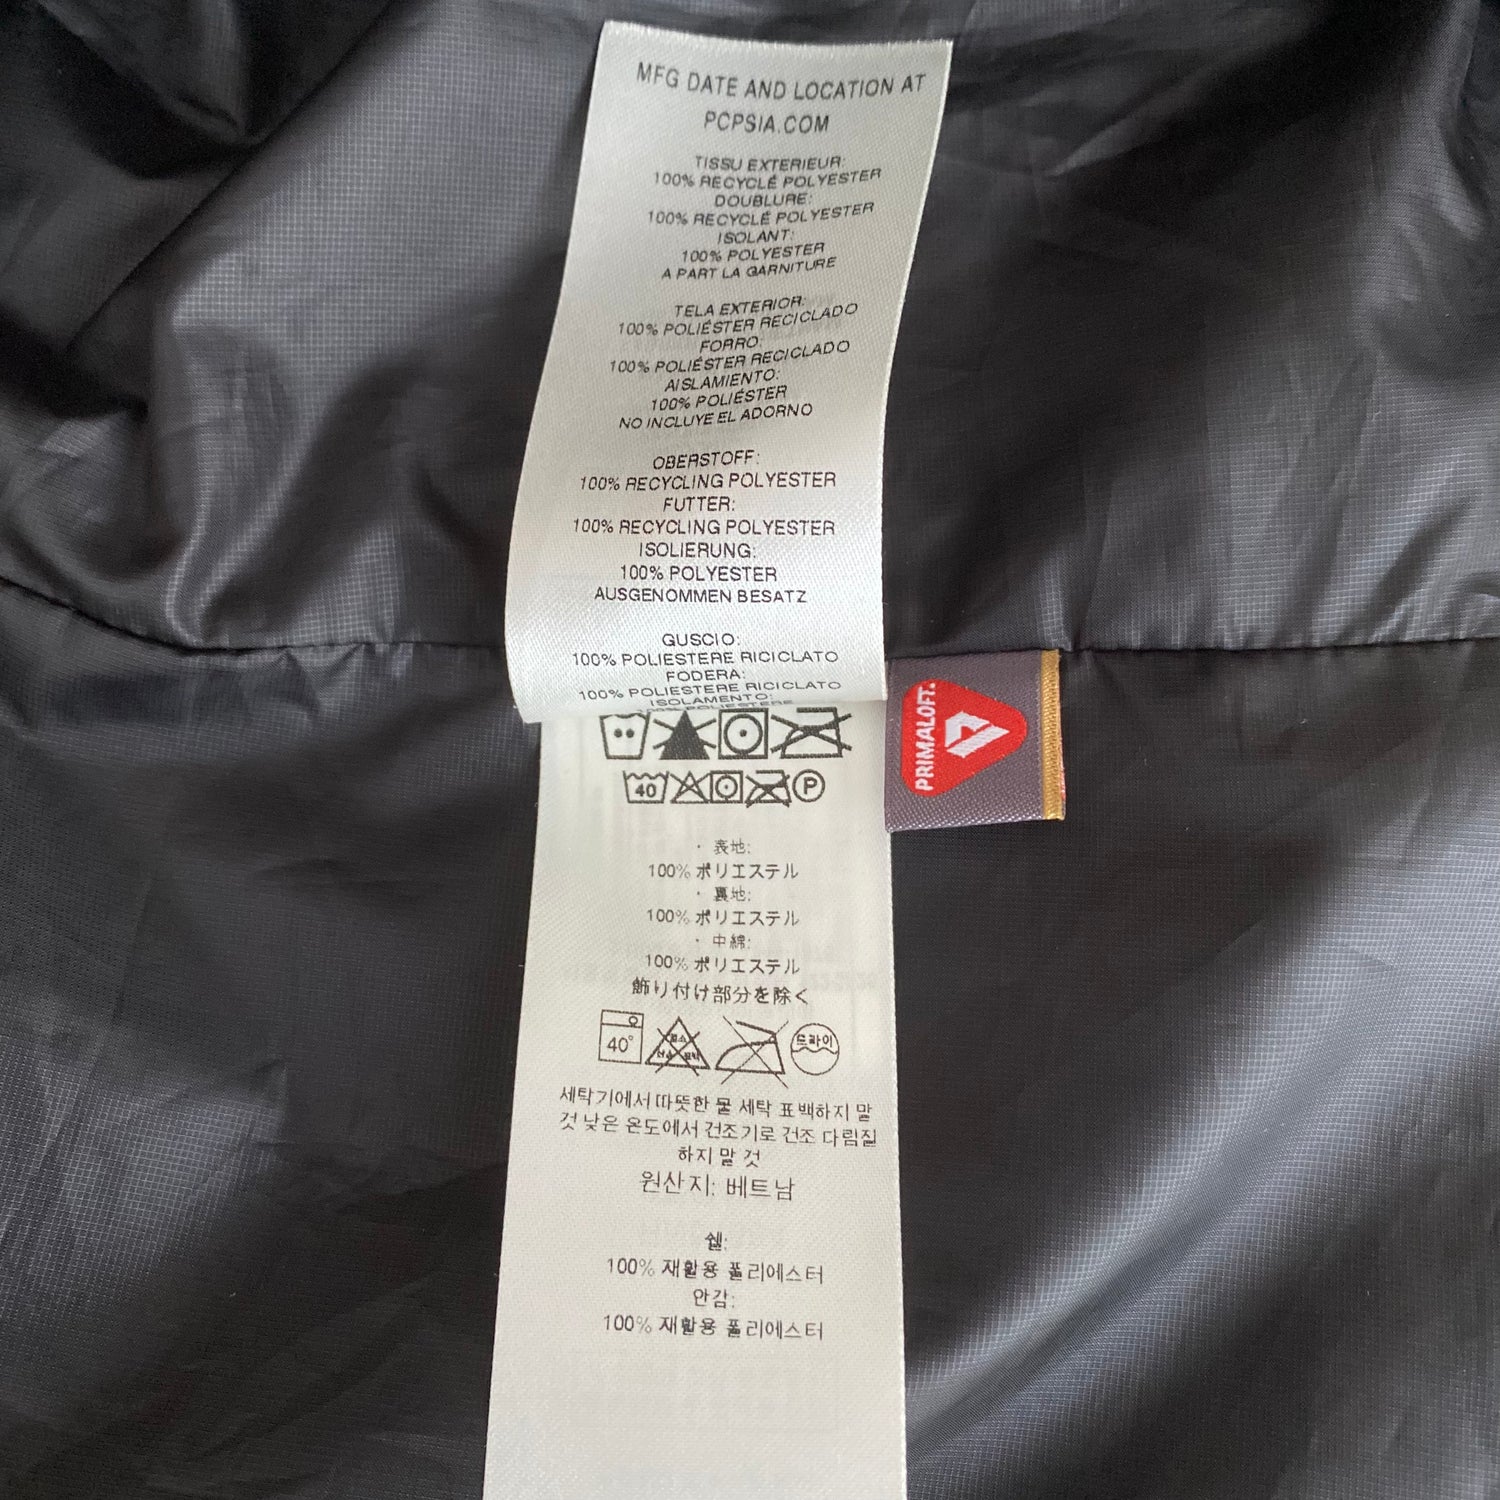 MFG DATE AND LOCATION AT
PCPSIA.COM
TISSU EXTERIEUR:
100% RECYCLÉ POLYESTER
DOUBLURE:
100% RECYCLÉ POLYESTER
ISOLANT:
100% POLYESTER
A PART LA GARNITURE
TELA EXTERIOR:
100% POLIÉSTER RECICLADO
FORRO:
100% POLIÉSTER RECICLADO
AISLAMIENTO:
100% POLIÉSTER
NO INCLUYE EL ADORNO
OBERSTOFF:
100% RECYCLING POLYESTER
FUTTER:
100% RECYCLING POLYESTER
ISOLIERUNG:
100% POLYESTER
AUSGENOMMEN BESATZ
GUSCIO:
100% POLIESTERE RICICLATO
FODERA:
100% POLIESTERE RICICLATO
ISOLAMENTO:
100% POLIESTERE
PRIMALOFT.
40 P
· 表地:
100% ポリエステル
· 裏地:
100% ポリエステル
· 中綿:
100% ポリエステル
飾り付け部分を除く
40° 드라이
세탁기에서 따뜻한 물 세탁 표백하지 말
것 낮은 온도에서 건조기로 건조 다림질
하지 말 것
원산지: 베트남
쉘:
100% 재활용 폴리에스터
안감:
100% 재활용 폴리에스터